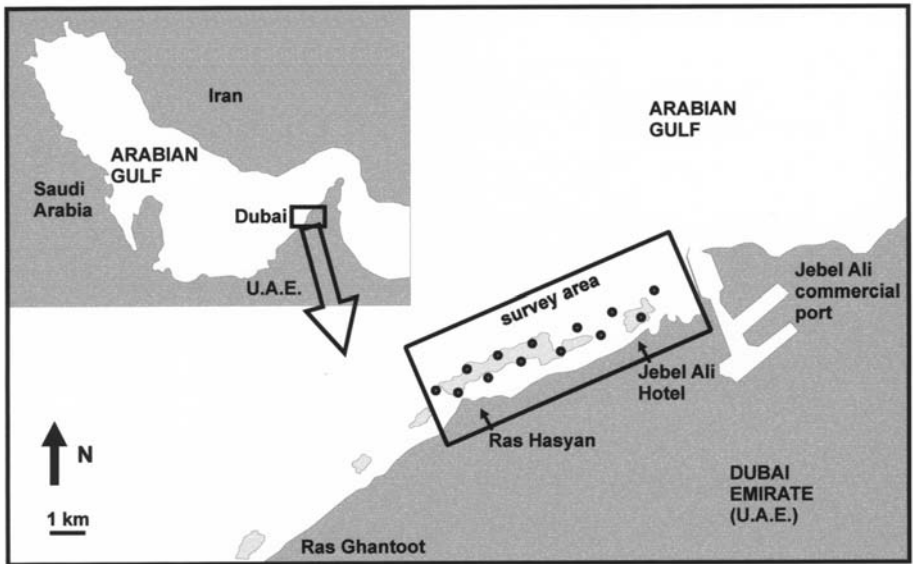 Iran
ARABIAN
GULF
Saudi
Arabia
Dubai
U.A.E.
ARABIAN
GULF
survey area
Jebel Ali
commercial
port
Jebel Ali
Hotel
Ras Hasyan
N
1 km
DUBAI
EMIRATE
(U.A.E.)
Ras Ghantoot